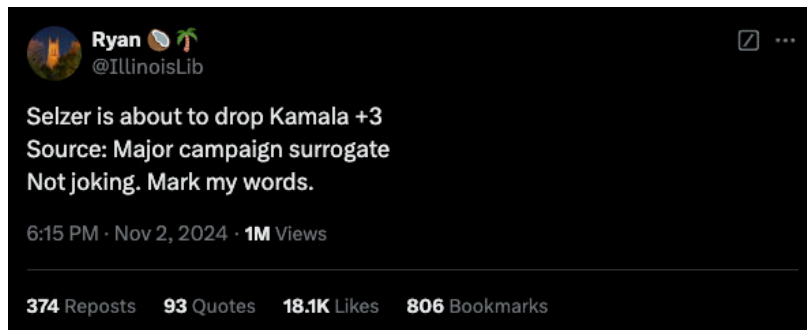 Ryan 🥥 🌴
@IllinoisLib
Selzer is about to drop Kamala +3
Source: Major campaign surrogate
Not joking. Mark my words.
6:15 PM · Nov 2, 2024 · 1M Views
374 Reposts 93 Quotes 18.1K Likes 806 Bookmarks